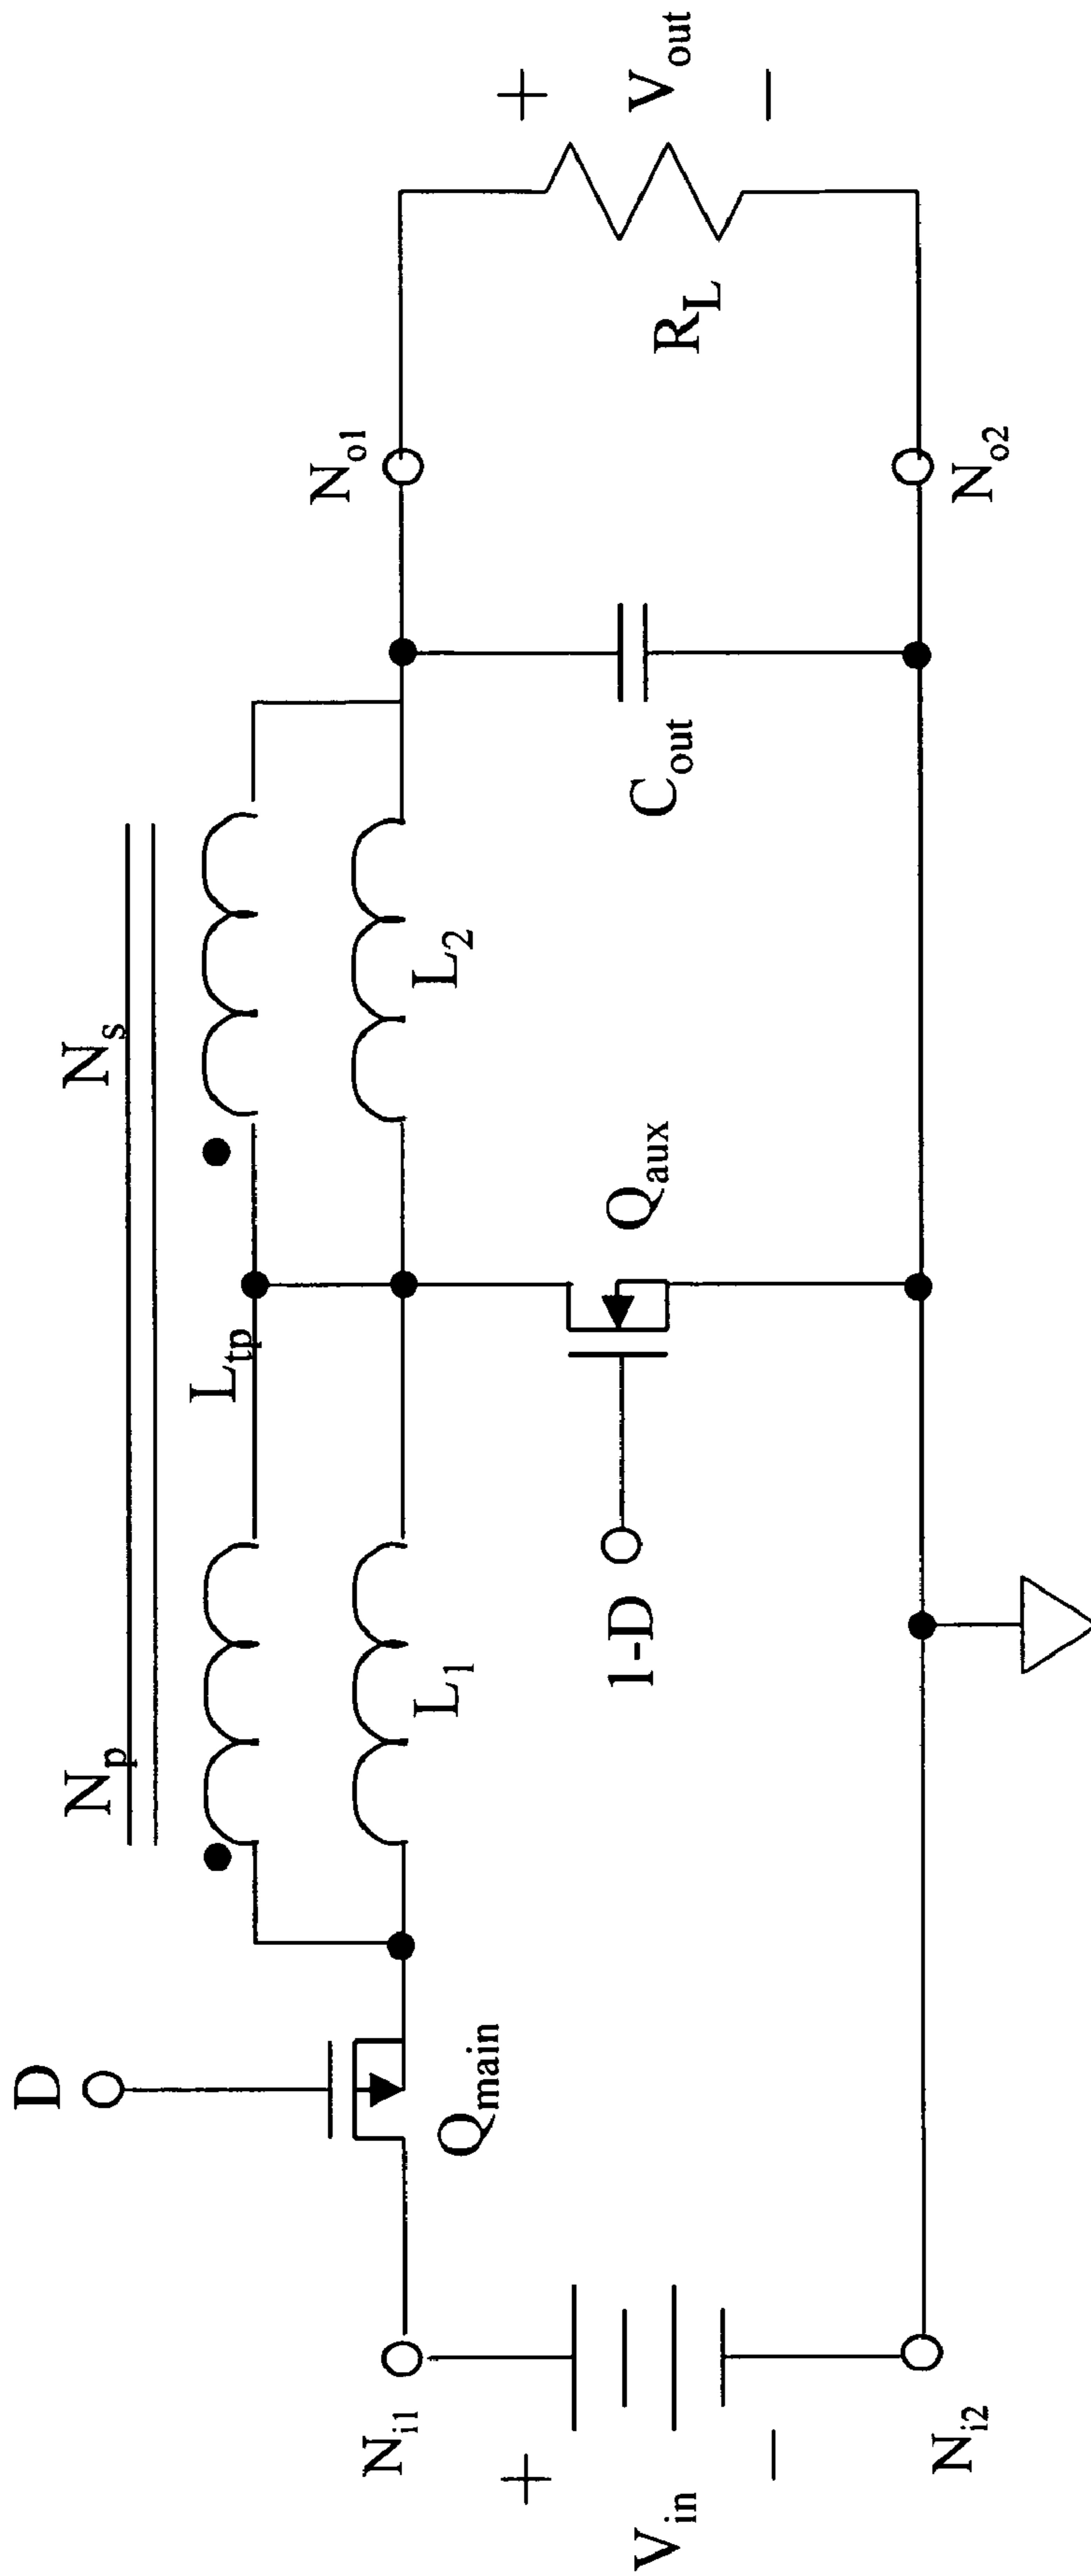 D
N_p
N_s
L_tp
Q_main
L_1
L_2
N_i1
N_o1
+
V_in
−
1-D
Q_aux
C_out
R_L
+
V_out
−
N_i2
N_o2